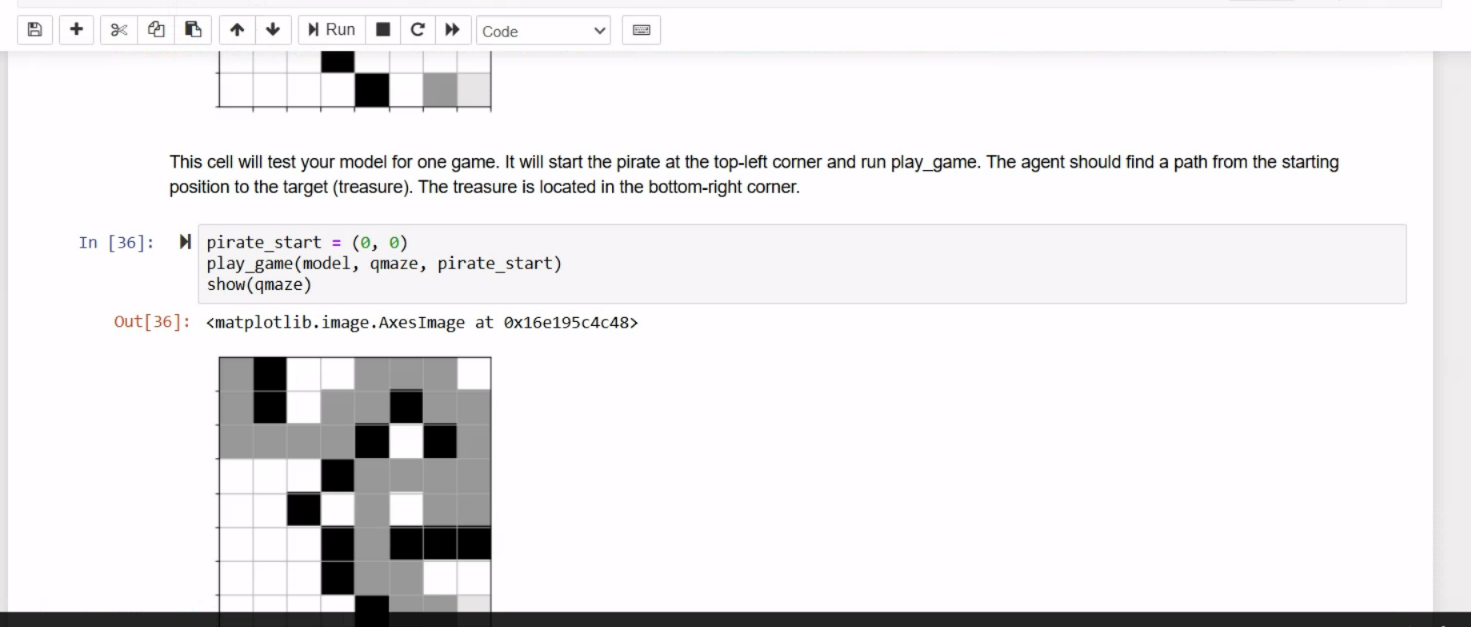 Run
Code
This cell will test your model for one game. It will start the pirate at the top-left corner and run play_game. The agent should find a path from the starting
position to the target (treasure). The treasure is located in the bottom-right corner.
In [36]:
pirate_start = (0, 0)
play_game(model, qmaze, pirate_start)
show(qmaze)
Out[36]: <matplotlib.image.AxesImage at 0x16e195c4c48>